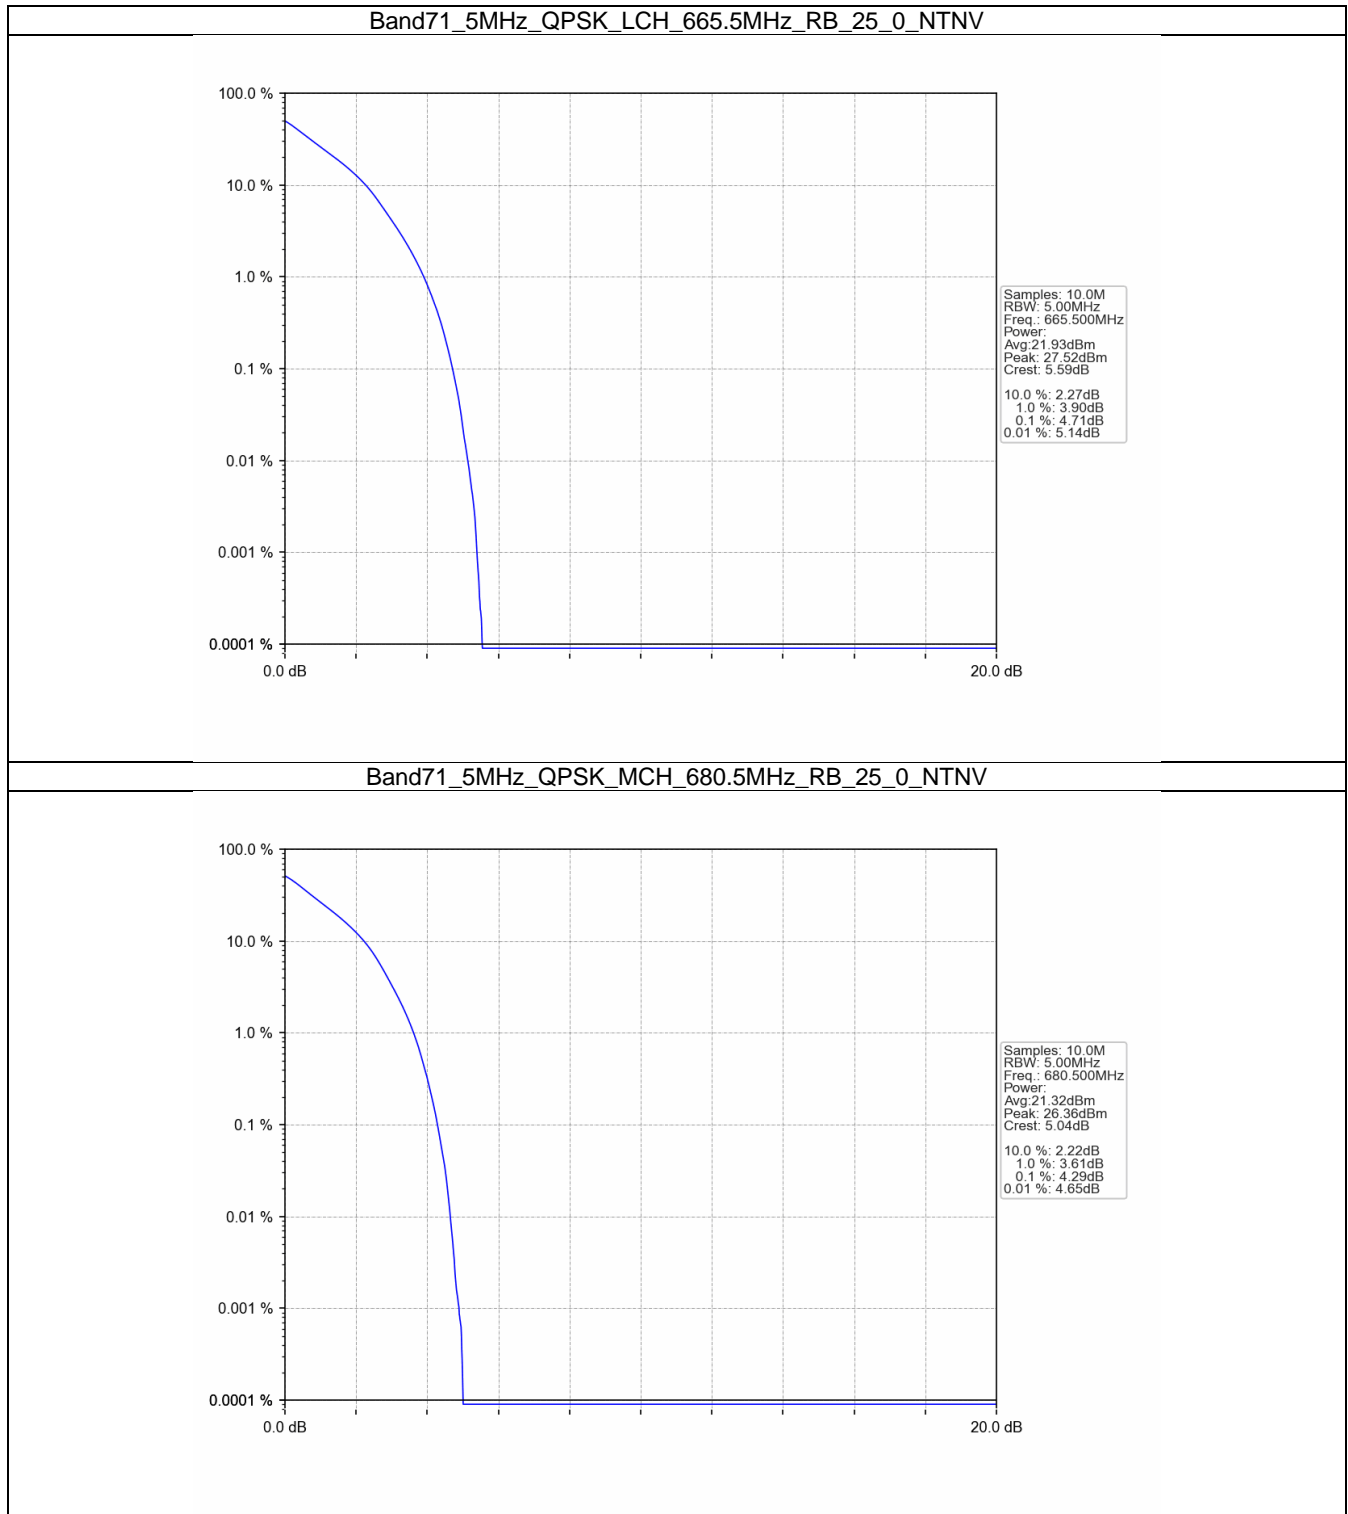 Band71_5MHz_QPSK_LCH_665.5MHz_RB_25_0_NTNV
100.0 %
10.0 %
1.0 %
0.1 %
0.01 %
0.001 %
0.0001 %
0.0 dB
20.0 dB
Samples: 10.0M
RBW: 5.00MHz
Freq.: 665.500MHz
Power:
Avg:21.93dBm
Peak: 27.52dBm
Crest: 5.59dB
10.0 %: 2.27dB
1.0 %: 3.90dB
0.1 %: 4.71dB
0.01 %: 5.14dB
Band71_5MHz_QPSK_MCH_680.5MHz_RB_25_0_NTNV
100.0 %
10.0 %
1.0 %
0.1 %
0.01 %
0.001 %
0.0001 %
0.0 dB
20.0 dB
Samples: 10.0M
RBW: 5.00MHz
Freq.: 680.500MHz
Power:
Avg:21.32dBm
Peak: 26.36dBm
Crest: 5.04dB
10.0 %: 2.22dB
1.0 %: 3.61dB
0.1 %: 4.29dB
0.01 %: 4.65dB